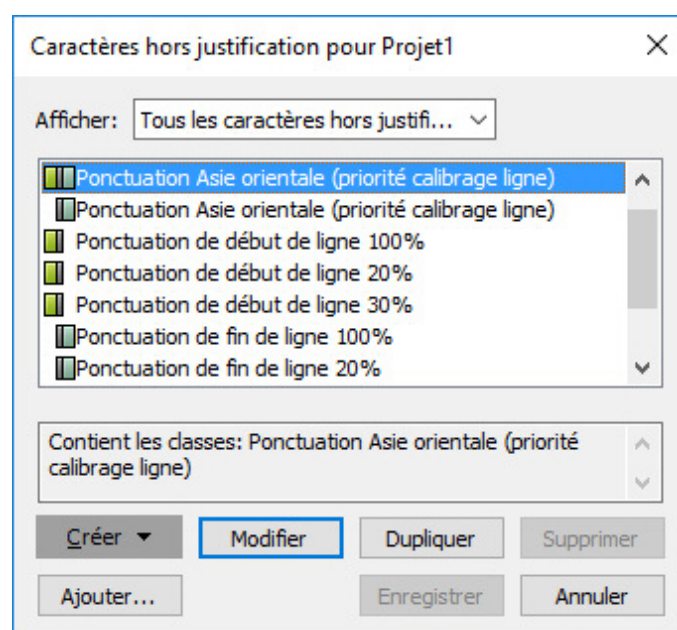 Caractères hors justification pour Projet1
Afficher: Tous les caractères hors justifi...
Ponctuation Asie orientale (priorité calibrage ligne)
Ponctuation Asie orientale (priorité calibrage ligne)
Ponctuation de début de ligne 100%
Ponctuation de début de ligne 20%
Ponctuation de début de ligne 30%
Ponctuation de fin de ligne 100%
Ponctuation de fin de ligne 20%
Contient les classes: Ponctuation Asie orientale (priorité
calibrage ligne)
Créer Modifier Dupliquer Supprimer
Ajouter... Enregistrer Annuler